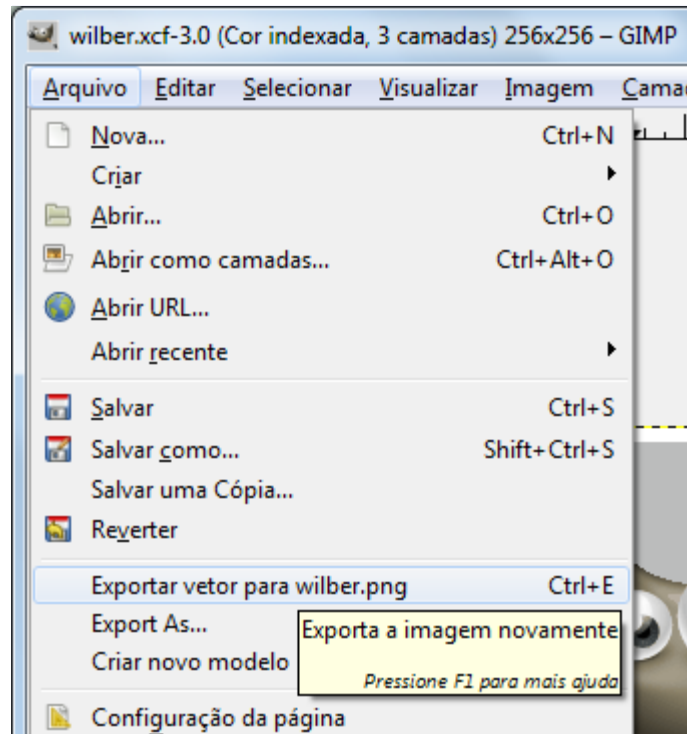 wilber.xcf-3.0 (Cor indexada, 3 camadas) 256x256 – GIMP
Arquivo Editar Selecionar Visualizar Imagem
Nova... Ctrl+N
Criar
Abrir... Ctrl+O
Abrir como camadas... Ctrl+Alt+O
Abrir URL...
Abrir recente
Salvar Ctrl+S
Salvar como... Shift+Ctrl+S
Salvar uma Cópia...
Reverter
Exportar vetor para wilber.png Ctrl+E
Export As...
Exporta a imagem novamente
Criar novo modelo
Pressione F1 para mais ajuda
Configuração da página